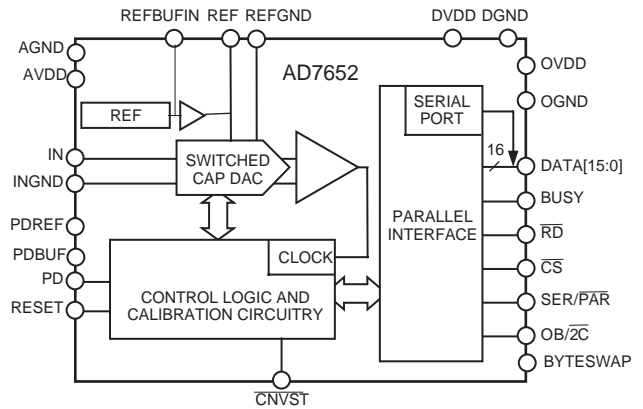 REFBUFIN REF REFGND DVDD DGND
AGND
AVDD
AD7652
OVDD
OGND
REF
SERIAL
PORT
16
IN
INGND
SWITCHED
CAP DAC
DATA[15:0]
BUSY
PDREF
PDBUF
PD
RESET
PARALLEL
INTERFACE
RD
CS
SER/PAR
OB/2C
BYTESWAP
CLOCK
CONTROL LOGIC AND
CALIBRATION CIRCUITRY
CNVST